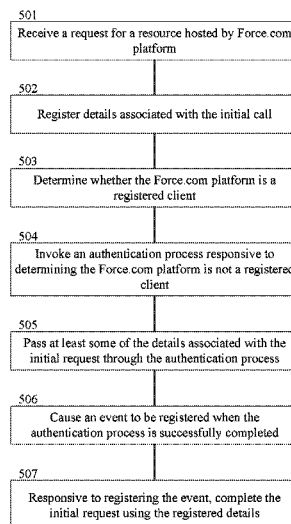 501
Receive a request for a resource hosted by Force.com
platform
502
Register details associated with the initial call
503
Determine whether the Force.com platform is a
registered client
504
Invoke an authentication process responsive to
determining the Force.com platform is not a registered
client
505
Pass at least some of the details associated with the
initial request through the authentication process
506
Cause an event to be registered when the
authentication process is successfully completed
507
Responsive to registering the event, complete the
initial request using the registered details